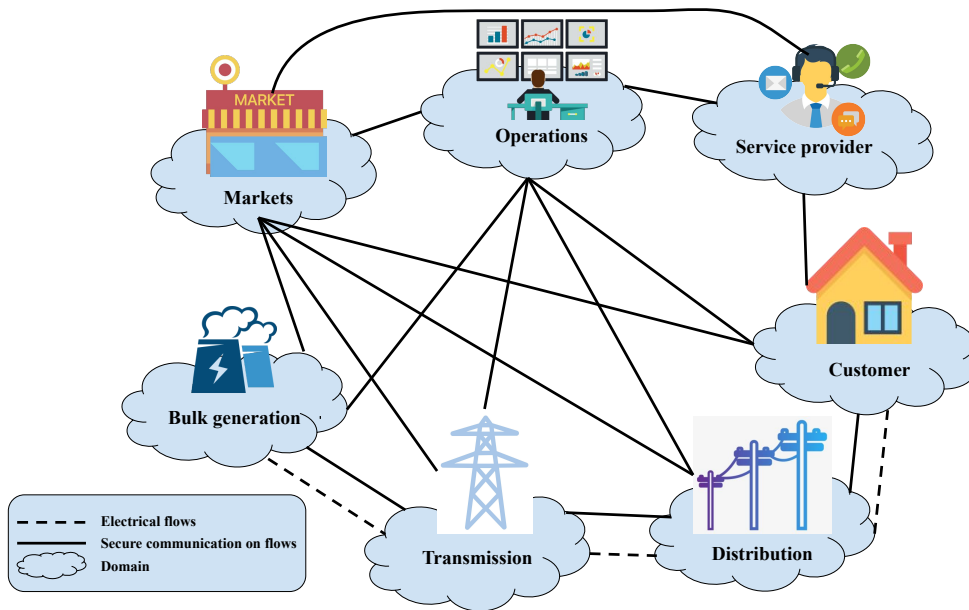 MARKET
Markets
Operations
Service provider
Customer
Bulk generation
Transmission
Distribution
Electrical flows
Secure communication on flows
Domain